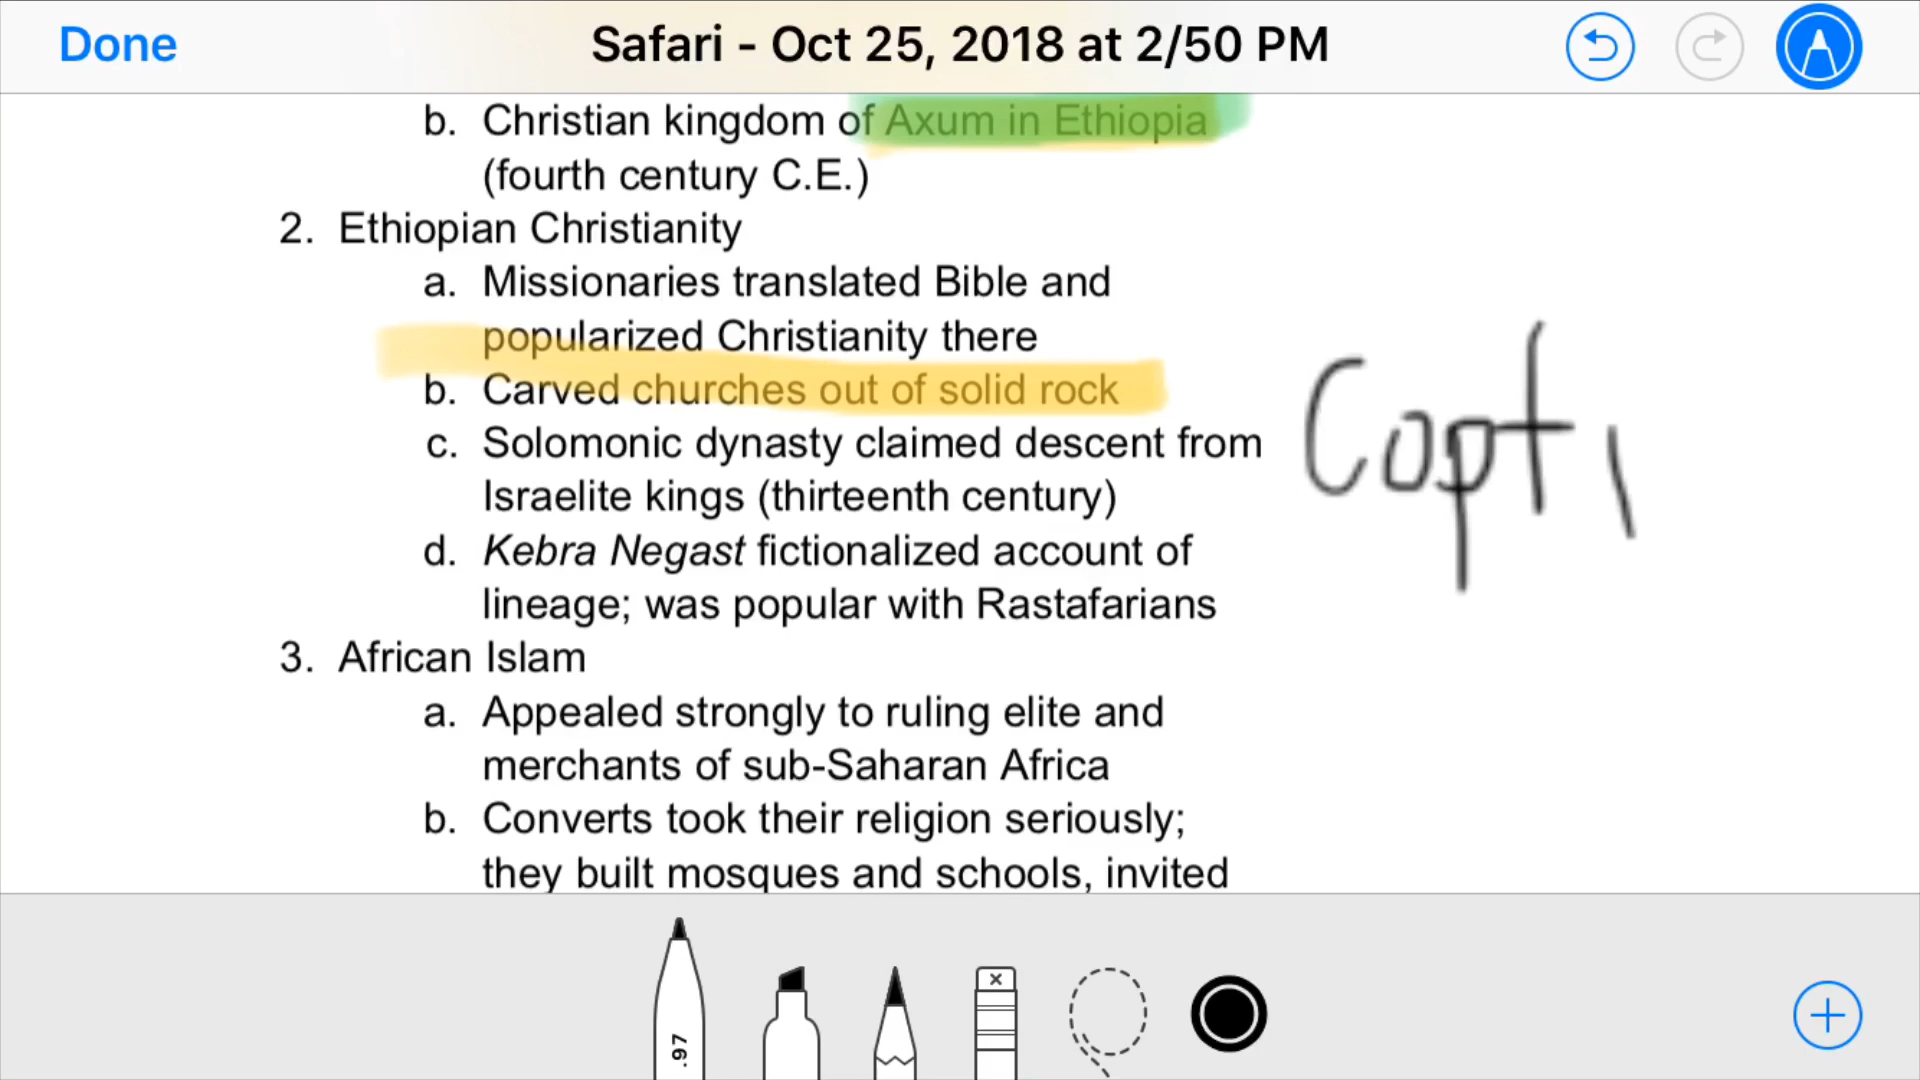 Done Safari - Oct 25, 2018 at 2/50 PM
b. Christian kingdom of Axum in Ethiopia
(fourth century C.E.)
2. Ethiopian Christianity
a. Missionaries translated Bible and
popularized Christianity there
b. Carved churches out of solid rock
c. Solomonic dynasty claimed descent from
Israelite kings (thirteenth century)
d. Kebra Negast fictionalized account of
lineage; was popular with Rastafarians
Copti
3. African Islam
a. Appealed strongly to ruling elite and
merchants of sub-Saharan Africa
b. Converts took their religion seriously;
they built mosques and schools, invited
.97